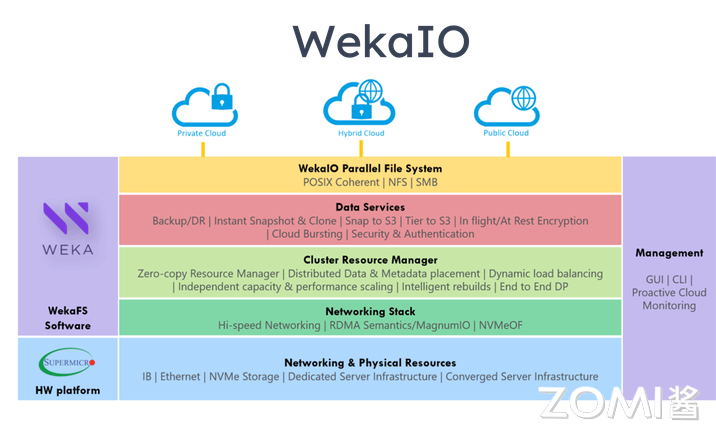 WekaIO
Private Cloud
Hybrid Cloud
Public Cloud
WekaIO Parallel File System
POSIX Coherent | NFS | SMB
Data Services
Backup/DR | Instant Snapshot & Clone | Snap to S3 | Tier to S3 | In flight/At Rest Encryption
| Cloud Bursting | Security & Authentication
WEKA
Cluster Resource Manager
Zero-copy Resource Manager | Distributed Data & Metadata placement | Dynamic load balancing
| Independent capacity & performance scaling | Intelligent rebuilds | End to End DP
Management
GUI | CLI |
Proactive Cloud
Monitoring
WekaFS
Software
Networking Stack
Hi-speed Networking | RDMA Semantics/MagnumIO | NVMeOF
SUPERMICRO
HW platform
Networking & Physical Resources
IB | Ethernet | NVMe Storage | Dedicated Server Infrastructure | Converged Server Infrastructure
ZOMI酱